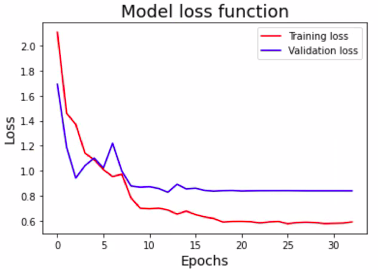 Model loss function
Training loss
Validation loss
Loss
2.0
1.8
1.6
1.4
1.2
1.0
0.8
0.6
0 5 10 15 20 25 30
Epochs